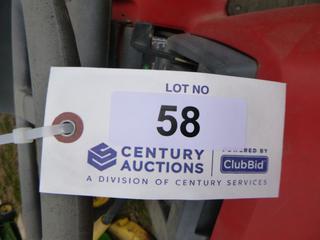 LOT NO
58
CENTURY
AUCTIONS
POWERED BY
ClubBid
A DIVISION OF CENTURY SERVICES